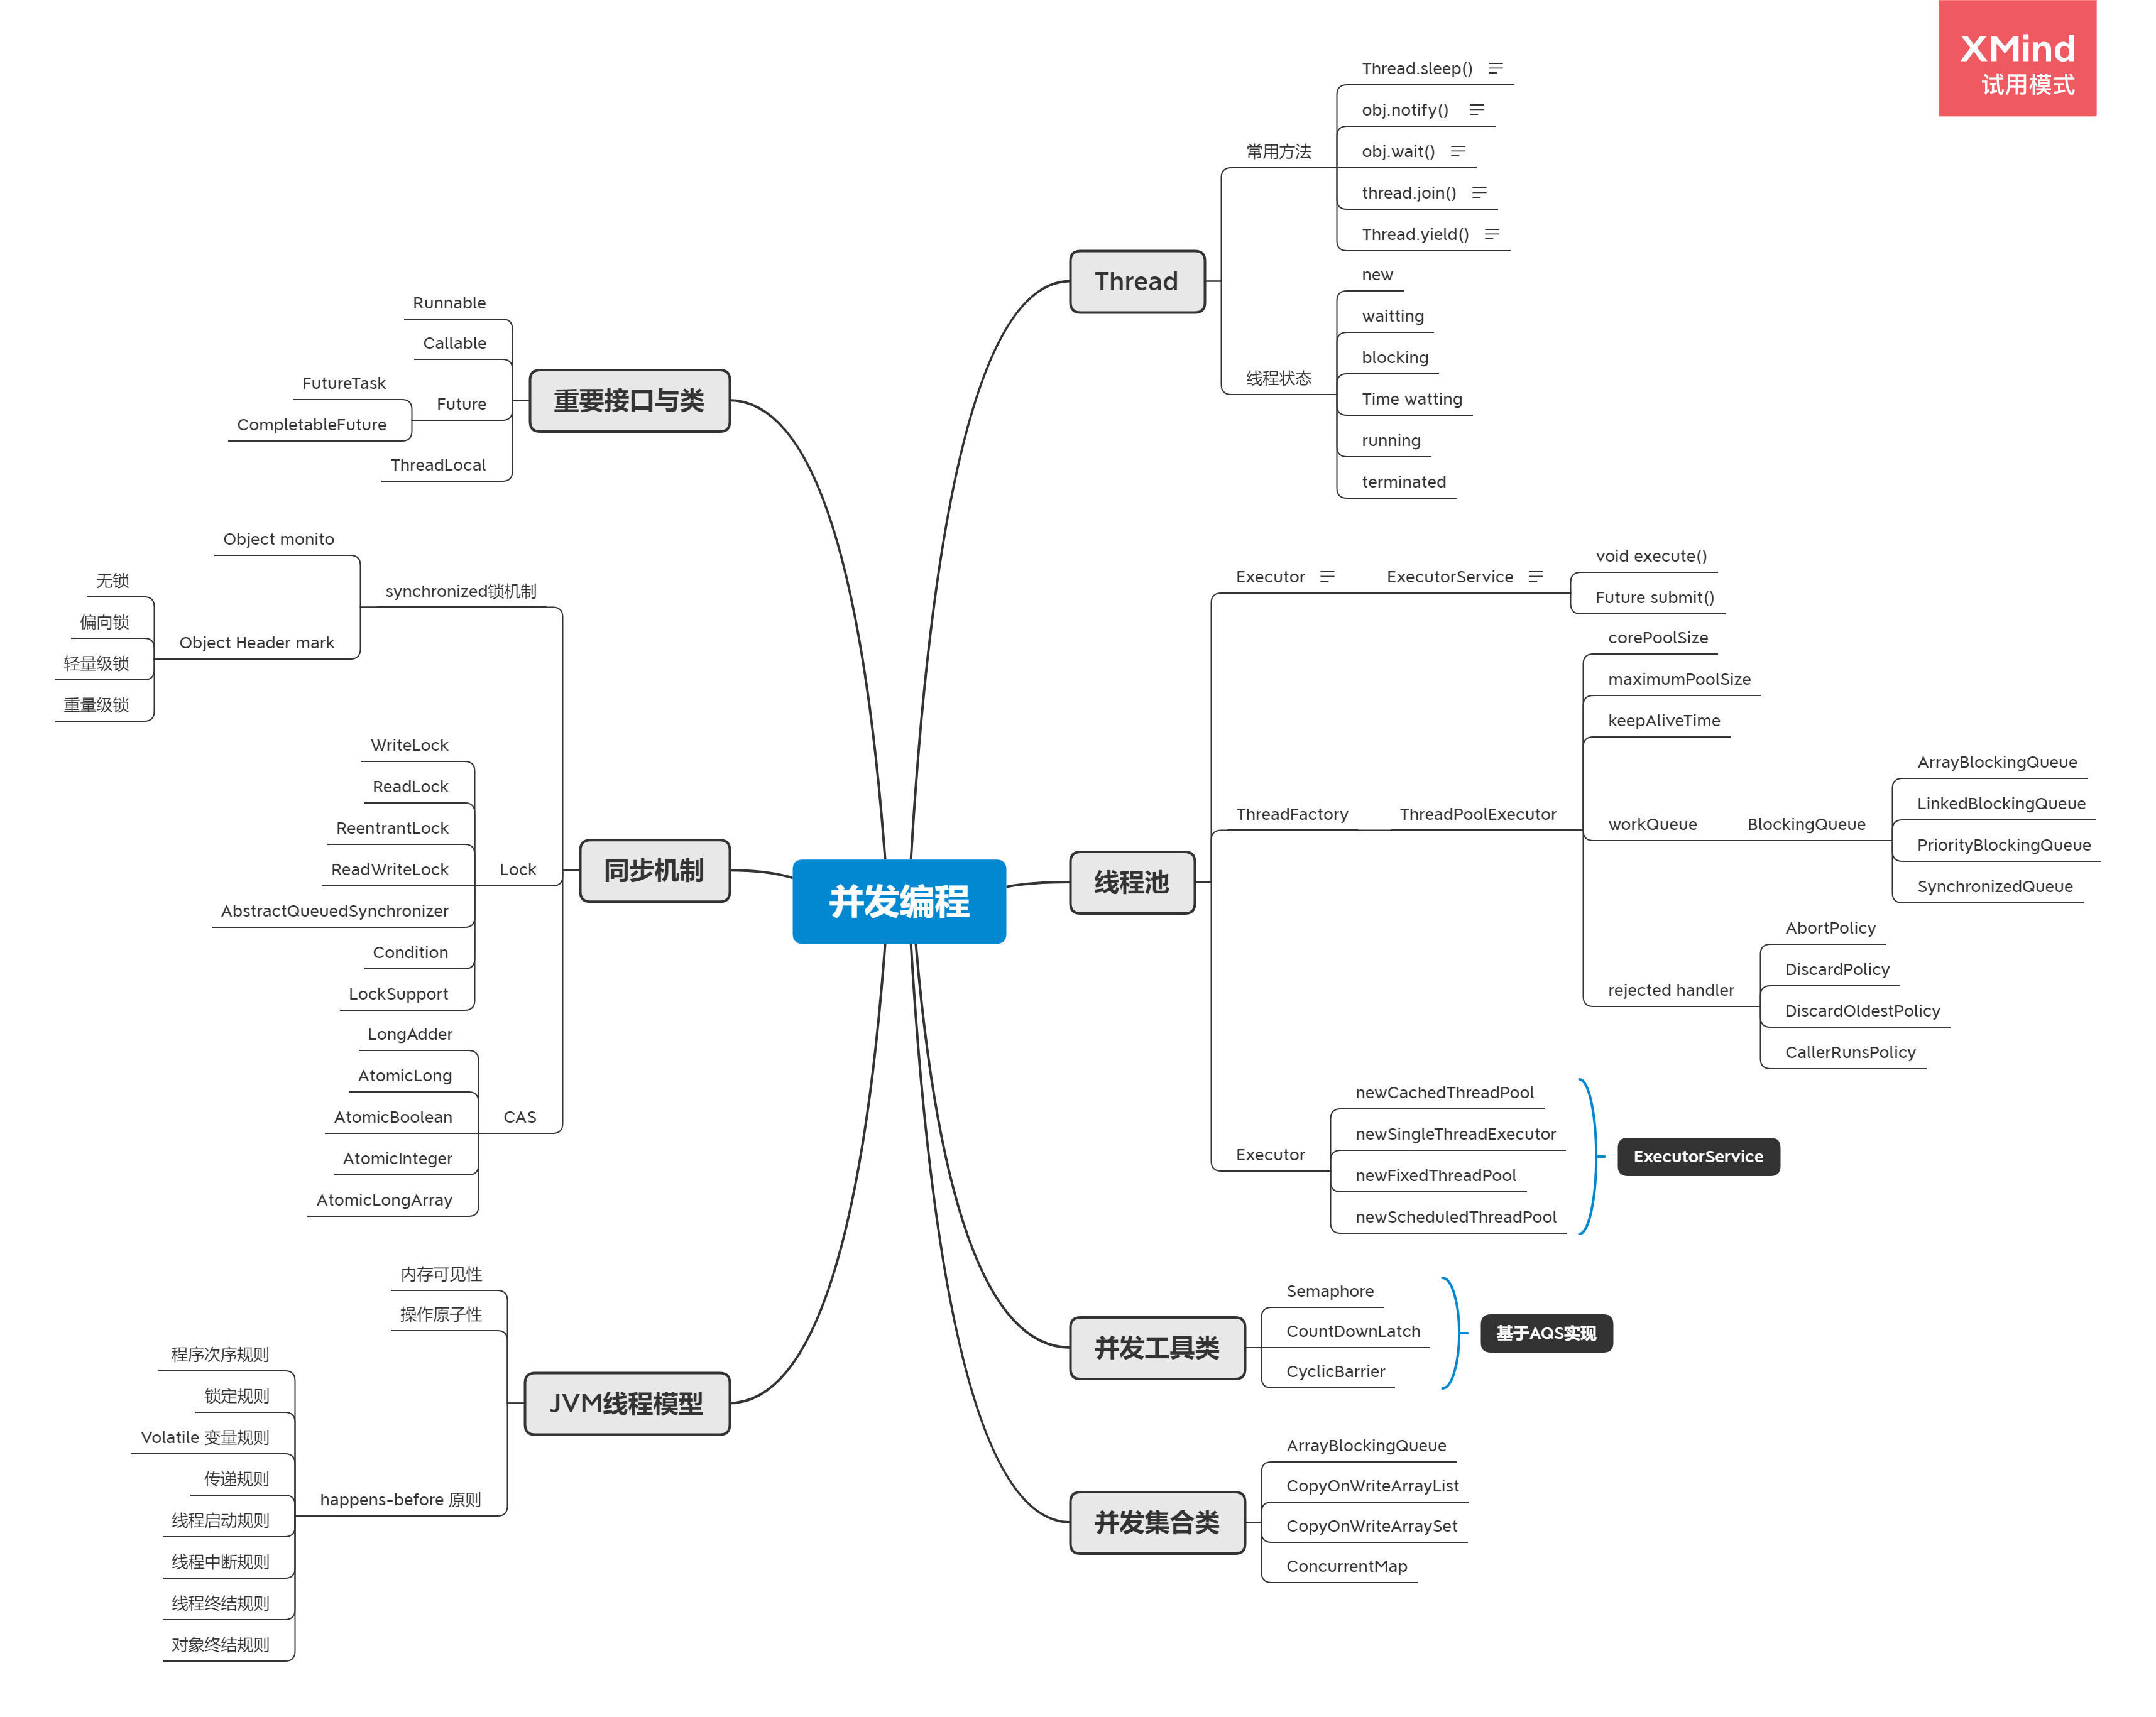 XMind
试用模式
并发编程
Thread
常用方法
Thread.sleep()
obj.notify()
obj.wait()
thread.join()
Thread.yield()
线程状态
new
waitting
blocking
Time watting
running
terminated
线程池
Executor
ExecutorService
void execute()
Future submit()
ThreadFactory
ThreadPoolExecutor
corePoolSize
maximumPoolSize
keepAliveTime
workQueue
BlockingQueue
ArrayBlockingQueue
LinkedBlockingQueue
PriorityBlockingQueue
SynchronizedQueue
rejected handler
AbortPolicy
DiscardPolicy
DiscardOldestPolicy
CallerRunsPolicy
Executor
newCachedThreadPool
newSingleThreadExecutor
newFixedThreadPool
newScheduledThreadPool
ExecutorService
并发工具类
Semaphore
CountDownLatch
CyclicBarrier
基于AQS实现
并发集合类
ArrayBlockingQueue
CopyOnWriteArrayList
CopyOnWriteArraySet
ConcurrentMap
重要接口与类
Runnable
Callable
Future
FutureTask
CompletableFuture
ThreadLocal
同步机制
synchronized锁机制
Object monito
Object Header mark
无锁
偏向锁
轻量级锁
重量级锁
Lock
WriteLock
ReadLock
ReentrantLock
ReadWriteLock
AbstractQueuedSynchronizer
Condition
LockSupport
CAS
LongAdder
AtomicLong
AtomicBoolean
AtomicInteger
AtomicLongArray
JVM线程模型
内存可见性
操作原子性
happens-before 原则
程序次序规则
锁定规则
Volatile 变量规则
传递规则
线程启动规则
线程中断规则
线程终结规则
对象终结规则